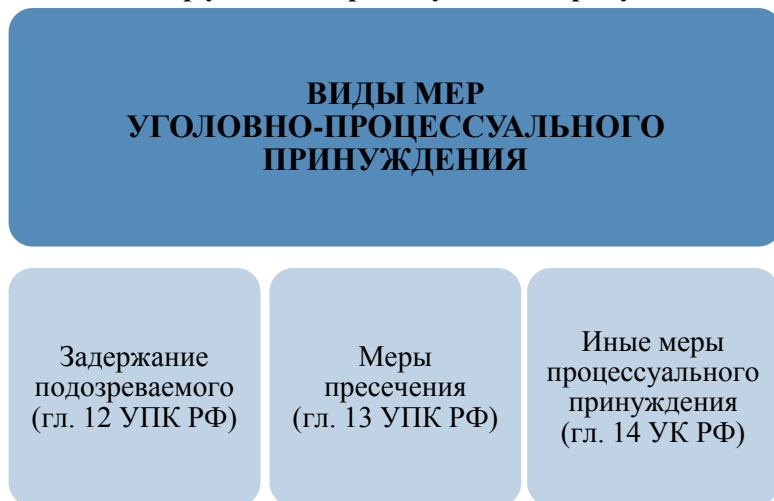 ВИДЫ МЕР
УГОЛОВНО-ПРОЦЕССУАЛЬНОГО
ПРИНУЖДЕНИЯ
Задержание
подозреваемого
(гл. 12 УПК РФ)
Меры
пресечения
(гл. 13 УПК РФ)
Иные меры
процессуального
принуждения
(гл. 14 УК РФ)